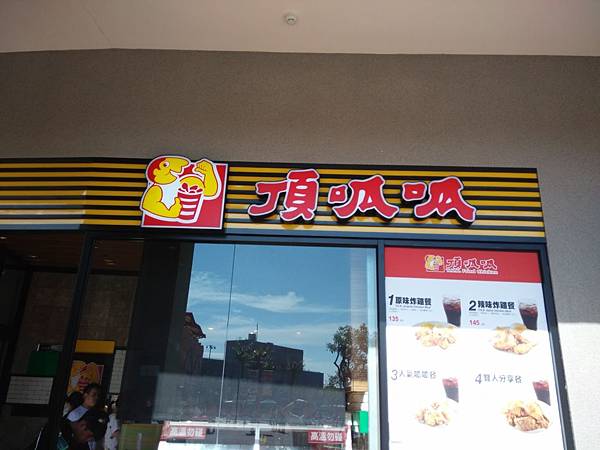 頂呱呱
頂呱呱
1 原味炸雞餐
135
2 辣味炸雞餐
145
3 人氣呱呱餐
4 雙人分享餐
高溫勿碰
高溫勿碰